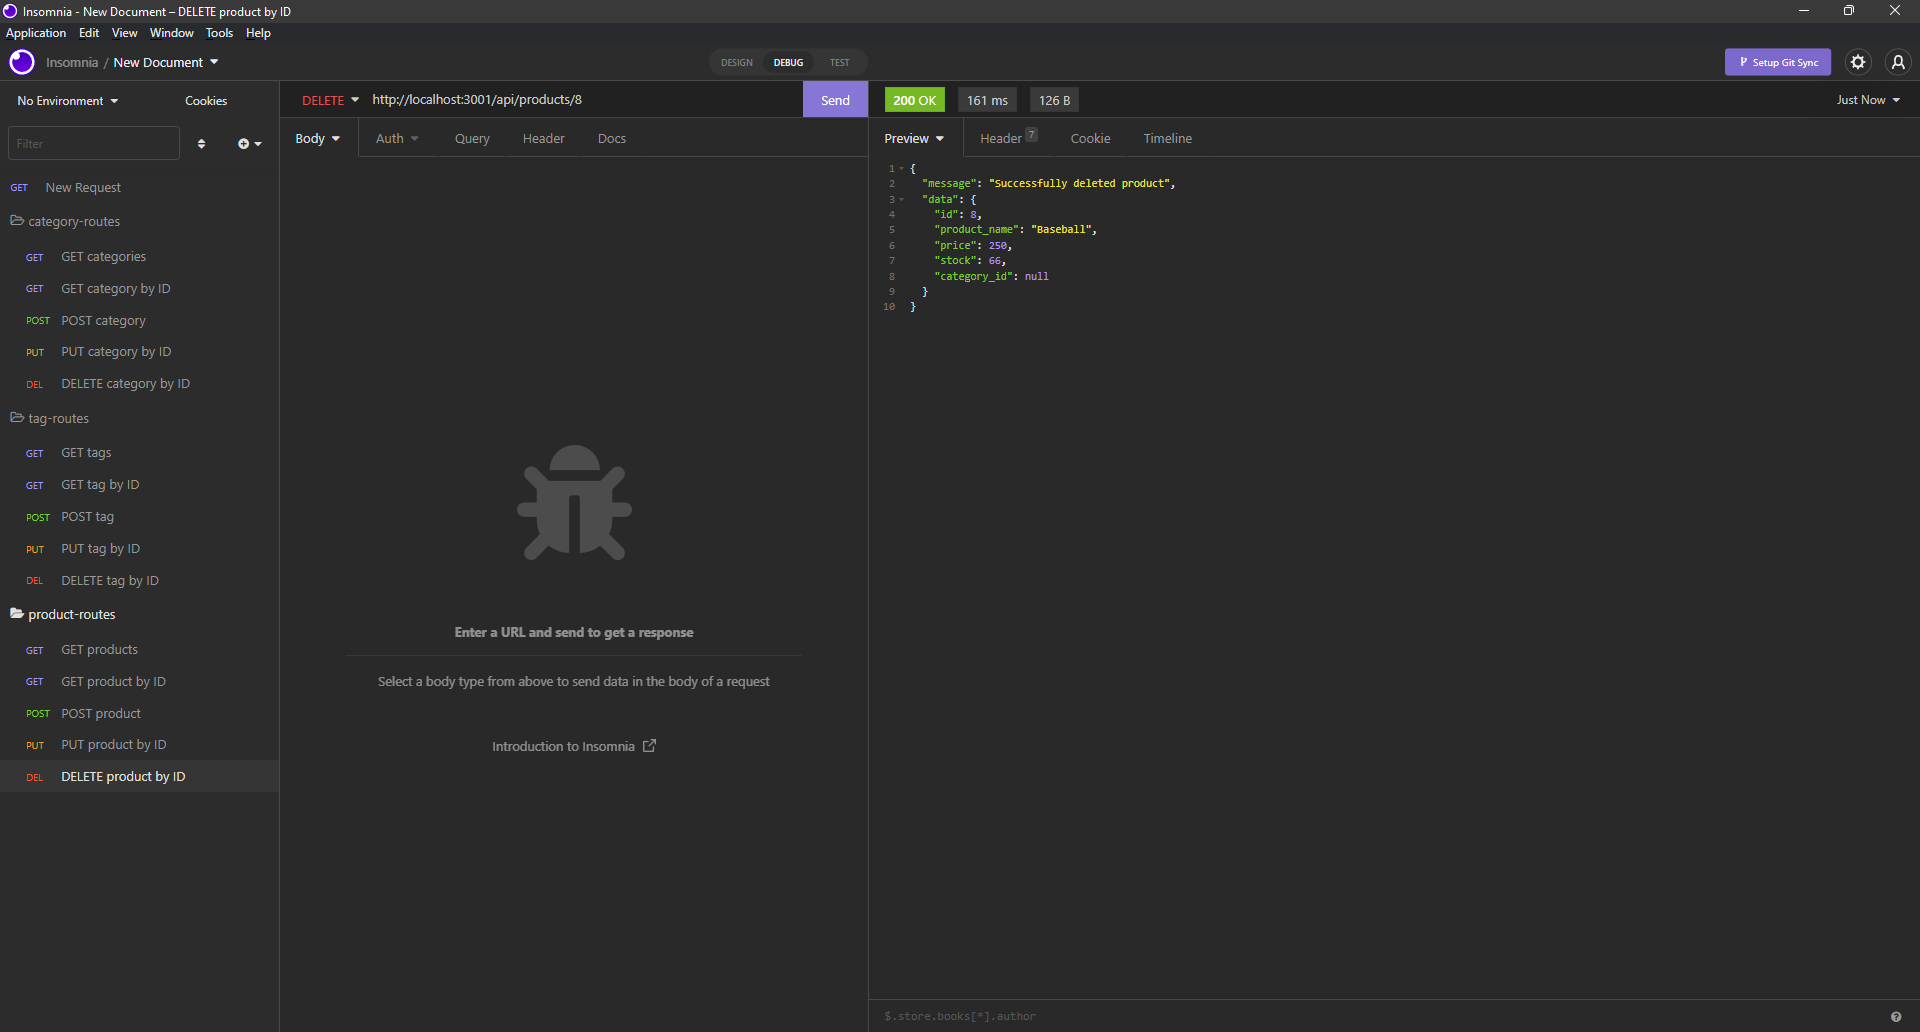 Insomnia - New Document – DELETE product by ID
Application Edit View Window Tools Help
Insomnia / New Document
DESIGN DEBUG TEST
Setup Git Sync
No Environment Cookies
Filter
GET New Request
category-routes
GET GET categories
GET GET category by ID
POST POST category
PUT PUT category by ID
DEL DELETE category by ID
tag-routes
GET GET tags
GET GET tag by ID
POST POST tag
PUT PUT tag by ID
DEL DELETE tag by ID
product-routes
GET GET products
GET GET product by ID
POST POST product
PUT PUT product by ID
DEL DELETE product by ID
DELETE http://localhost:3001/api/products/8 Send
Body Auth Query Header Docs
Enter a URL and send to get a response
Select a body type from above to send data in the body of a request
Introduction to Insomnia
200 OK 161 ms 126 B Just Now
Preview Header 7 Cookie Timeline
1 {
2 "message": "Successfully deleted product",
3 "data": {
4 "id": 8,
5 "product_name": "Baseball",
6 "price": 250,
7 "stock": 66,
8 "category_id": null
9 }
10 }
$.store.books[*].author